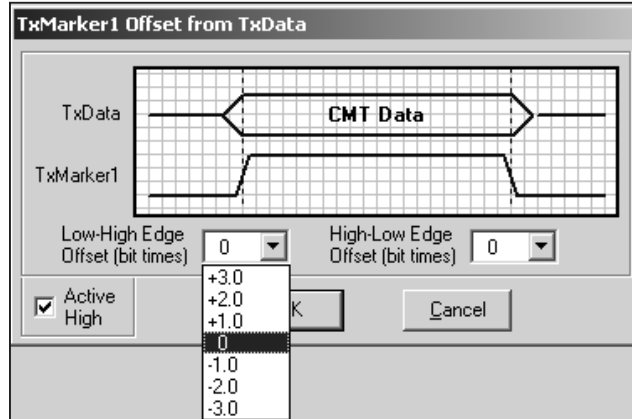 TxMarker1 Offset from TxData
TxData
CMT Data
TxMarker1
Low-High Edge
Offset (bit times)
0
High-Low Edge
Offset (bit times)
0
+3.0
+2.0
+1.0
0
-1.0
-2.0
-3.0
Active
High
K
Cancel